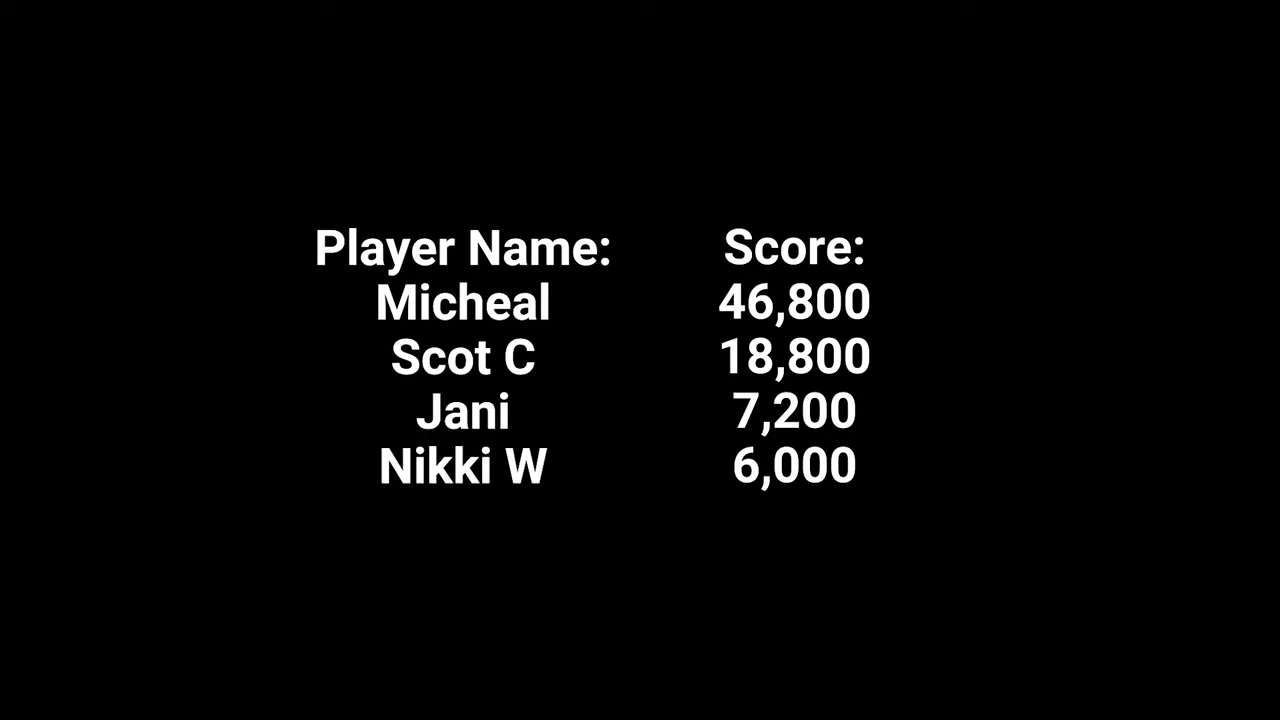 Player Name: Score:
Micheal 46,800
Scot C 18,800
Jani 7,200
Nikki W 6,000